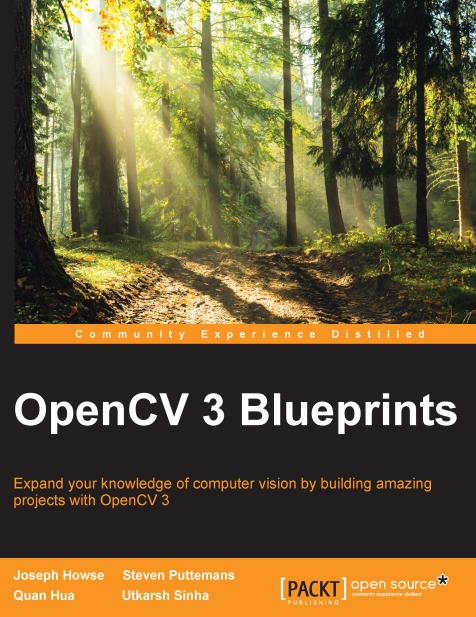 Community Experience Distilled
OpenCV 3 Blueprints
Expand your knowledge of computer vision by building amazing
projects with OpenCV 3
Joseph Howse Steven Puttemans
Quan Hua Utkarsh Sinha
[PACKT] open source*
PUBLISHING community experience distilled